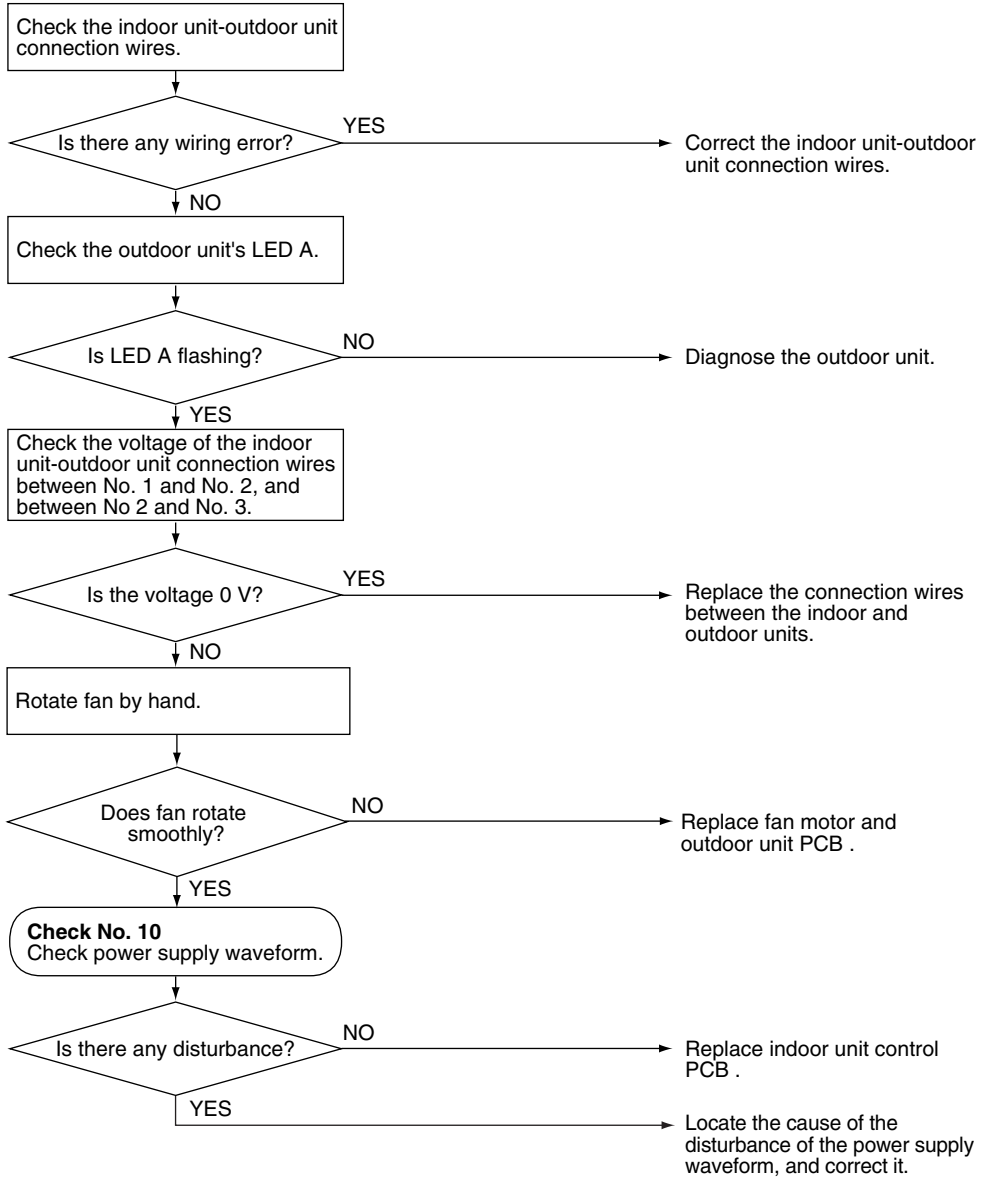 Check the indoor unit-outdoor unit
connection wires.
Is there any wiring error?
YES
Correct the indoor unit-outdoor
unit connection wires.
NO
Check the outdoor unit's LED A.
Is LED A flashing?
NO
Diagnose the outdoor unit.
YES
Check the voltage of the indoor
unit-outdoor unit connection wires
between No. 1 and No. 2, and
between No 2 and No. 3.
Is the voltage 0 V?
YES
Replace the connection wires
between the indoor and
outdoor units.
NO
Rotate fan by hand.
Does fan rotate
smoothly?
NO
Replace fan motor and
outdoor unit PCB .
YES
Check No. 10
Check power supply waveform.
Is there any disturbance?
NO
Replace indoor unit control
PCB .
YES
Locate the cause of the
disturbance of the power supply
waveform, and correct it.